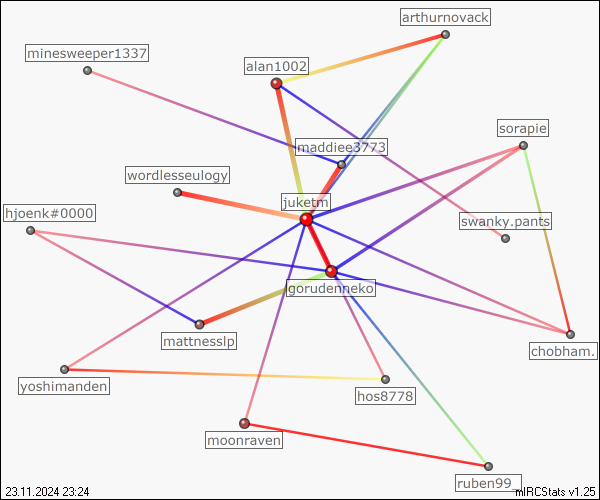 arthurnovack
minesweeper1337
alan1002
sorapie
maddiee3773
wordlesseulogy
juketm
hjoenk#0000
swanky.pants
gorudenneko
mattnesslp
chobham.
yoshimanden
hos8778
moonraven
ruben99_
23.11.2024 23:24
mIRCStats v1.25